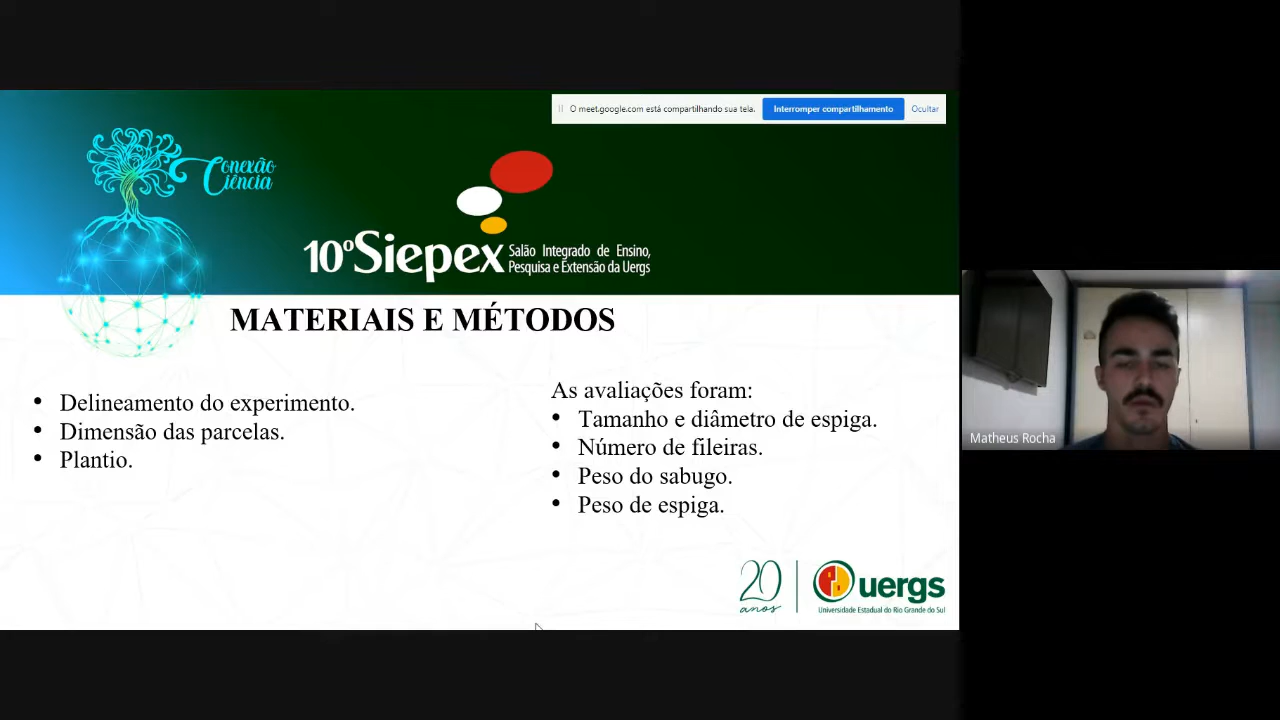 O meet.google.com está compartilhando sua tela.
Interromper compartilhamento
Ocultar
Conexão
Ciência
10º Siepex
Salão Integrado de Ensino,
Pesquisa e Extensão da Uergs
MATERIAIS E MÉTODOS
• Delineamento do experimento.
• Dimensão das parcelas.
• Plantio.
As avaliações foram:
• Tamanho e diâmetro de espiga.
• Número de fileiras.
• Peso do sabugo.
• Peso de espiga.
20
anos
uergs
Universidade Estadual do Rio Grande do Sul
Matheus Rocha